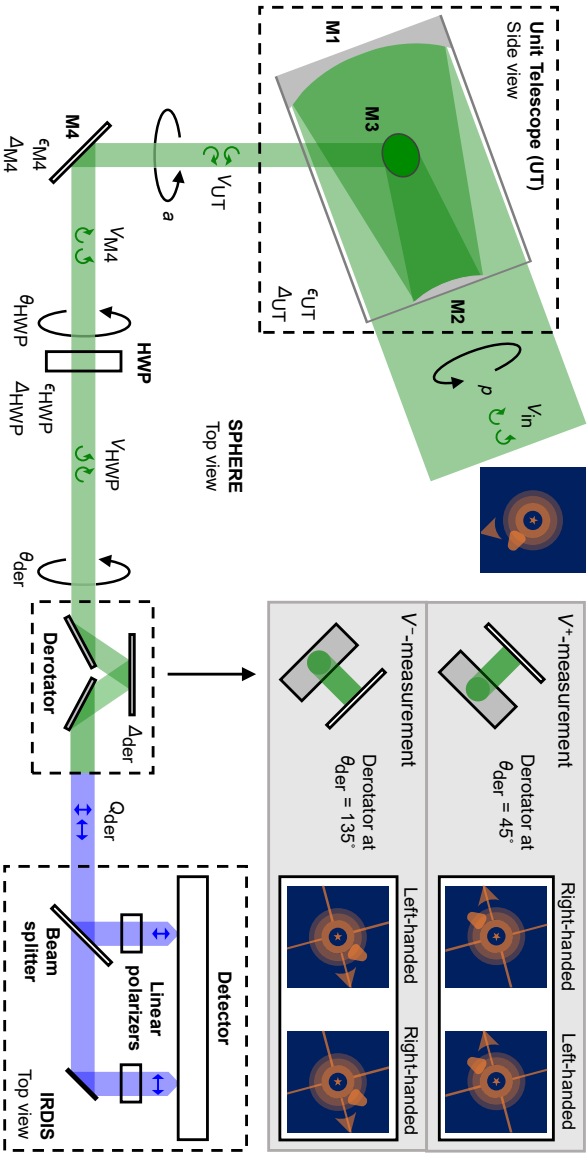 Unit Telescope (UT)
Side view
M1
M3
M2
ϵUT
ΔUT
p
Vin
VUT
a
M4
ϵM4
ΔM4
VM4
θHWP
HWP
ϵHWP
ΔHWP
VHWP
SPHERE
Top view
θder
Derotator
Δder
Qder
V+-measurement
Derotator at
θder = 45°
Right-handed
Left-handed
V−-measurement
Derotator at
θder = 135°
Left-handed
Right-handed
Beam
splitter
Linear
polarizers
Detector
IRDIS
Top view